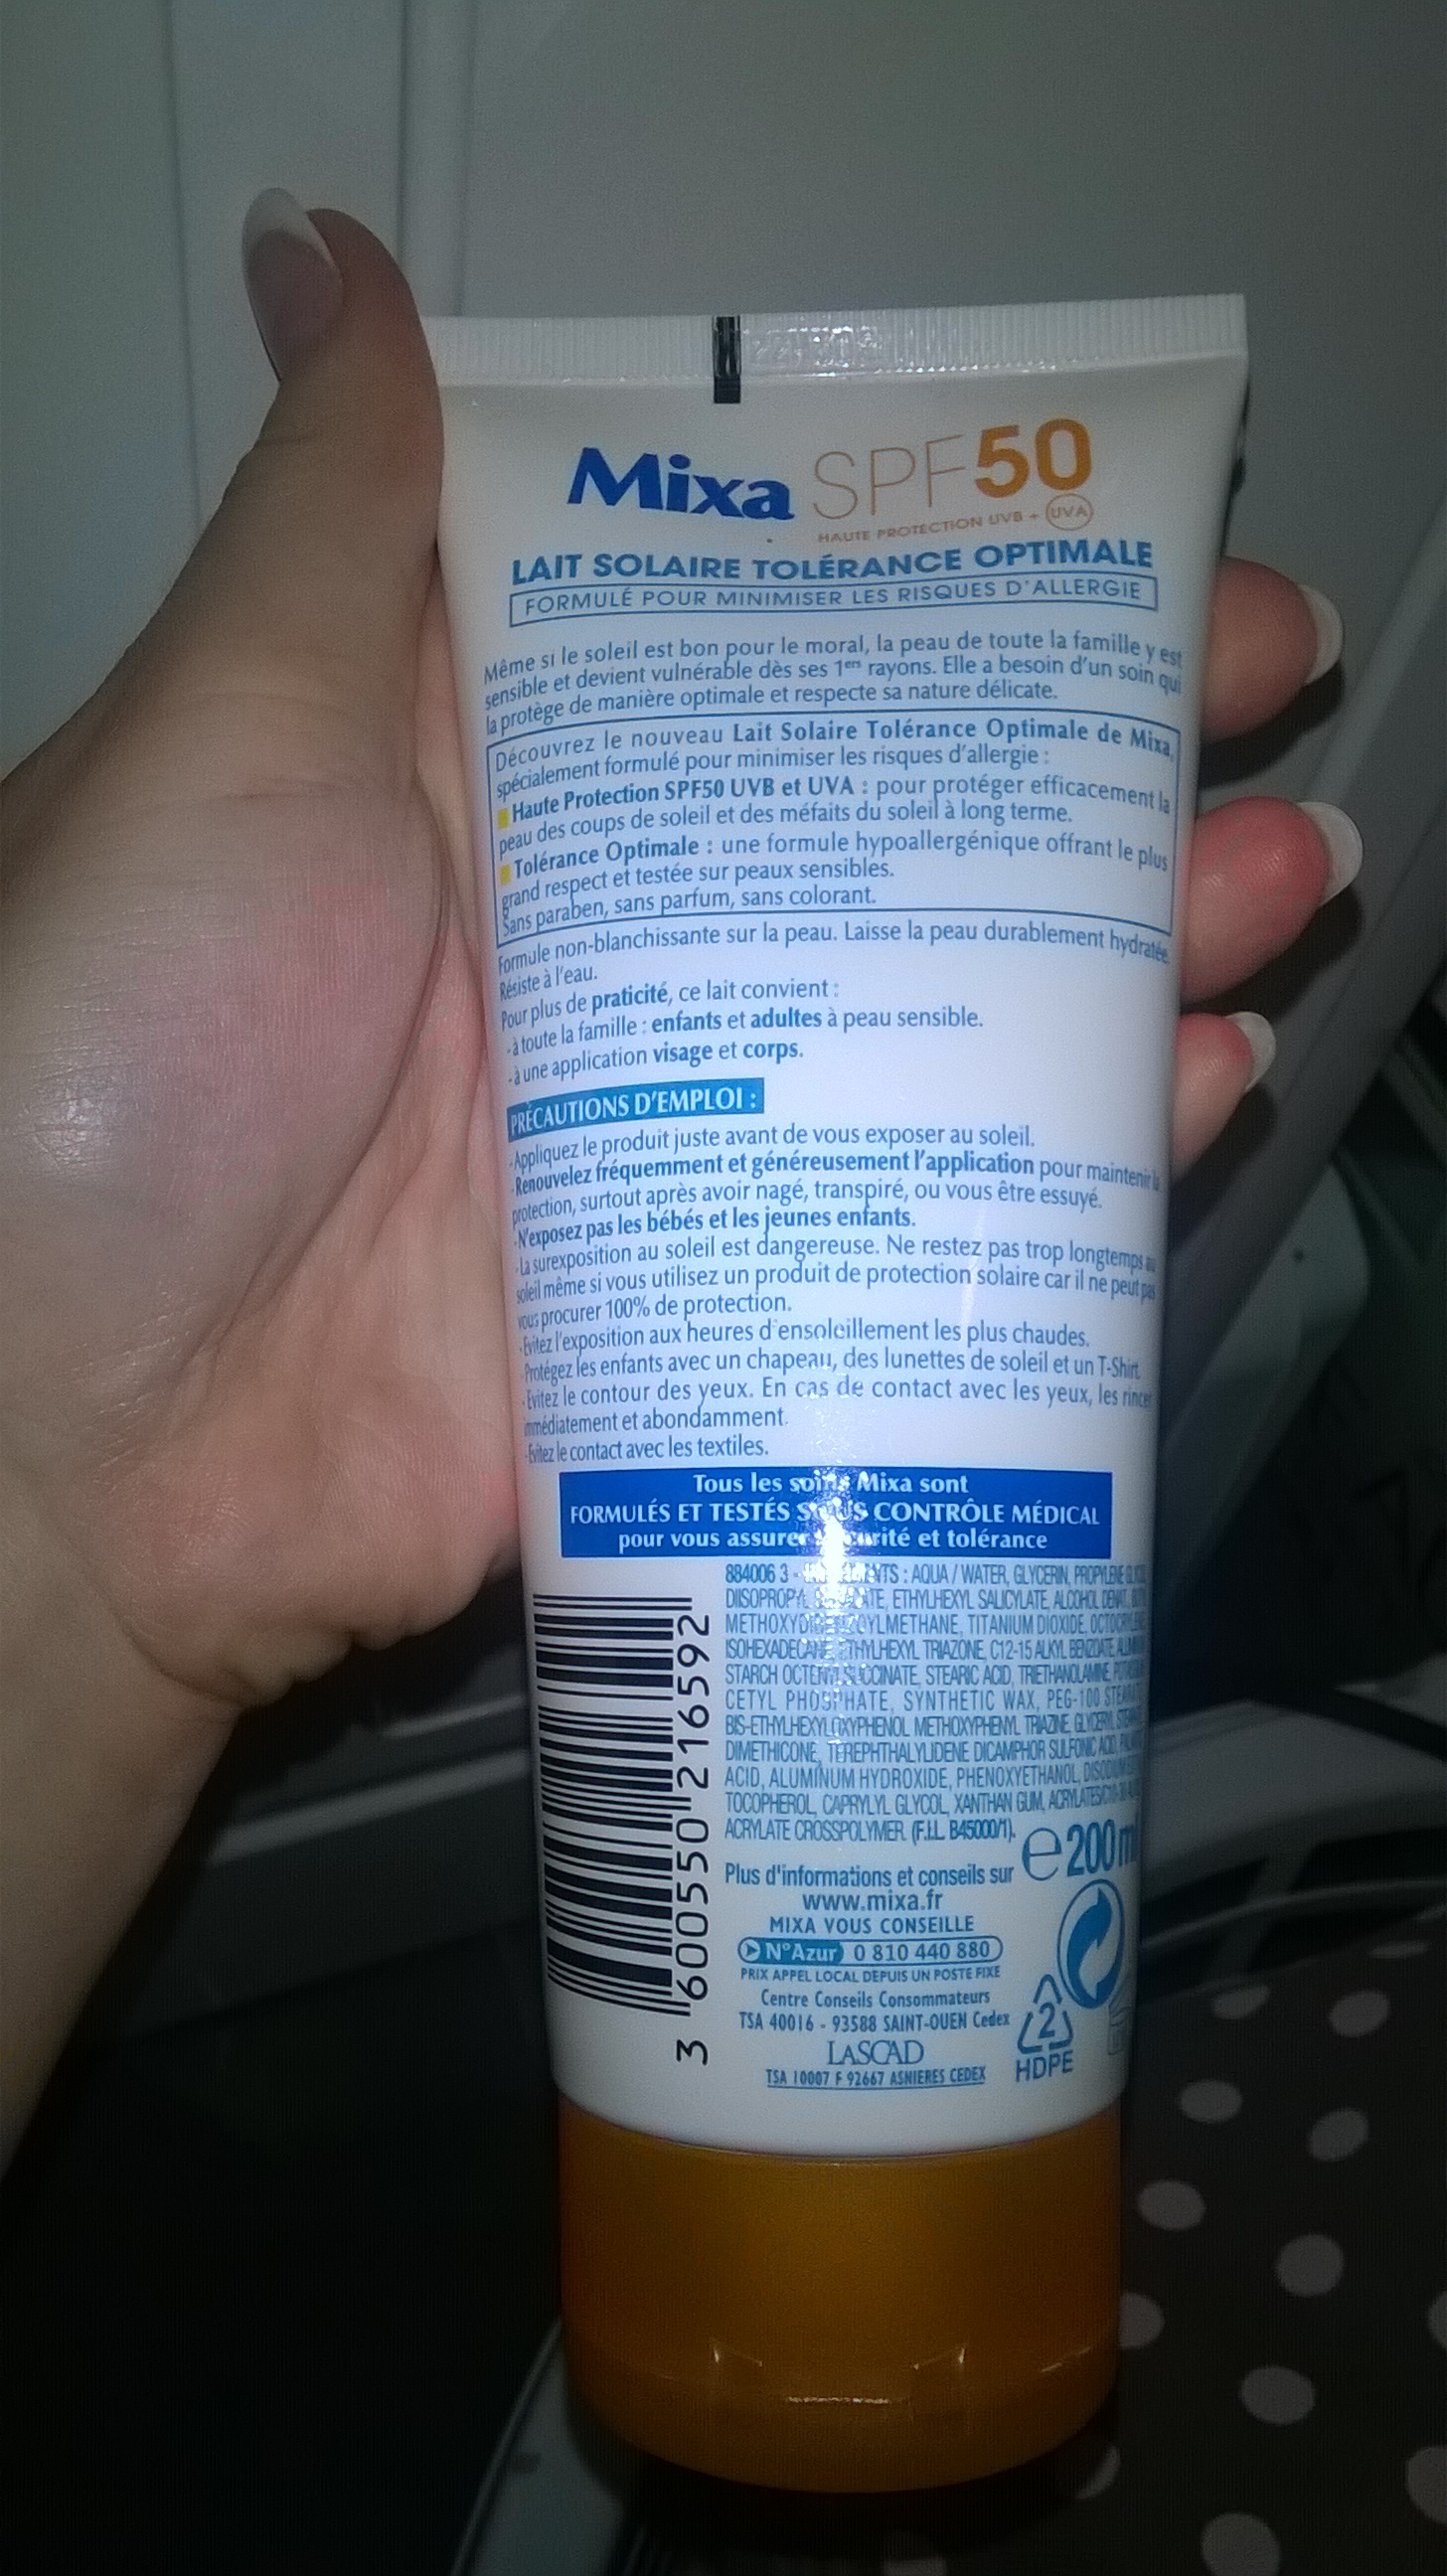 Mixa SPF50
HAUTE PROTECTION UVB + UVA
LAIT SOLAIRE TOLÉRANCE OPTIMALE
FORMULÉ POUR MINIMISER LES RISQUES D'ALLERGIE
Même si le soleil est bon pour le moral, la peau de toute la famille y est
sensible et devient vulnérable dès ses 1ers rayons. Elle a besoin d'un soin qui
la protège de manière optimale et respecte sa nature délicate.
Découvrez le nouveau Lait Solaire Tolérance Optimale de Mixa,
spécialement formulé pour minimiser les risques d'allergie :
Haute Protection SPF50 UVB et UVA : pour protéger efficacement la
peau des coups de soleil et des méfaits du soleil à long terme.
Tolérance Optimale : une formule hypoallergénique offrant le plus
grand respect et testée sur peaux sensibles.
Sans paraben, sans parfum, sans colorant.
Formule non-blanchissante sur la peau. Laisse la peau durablement hydratée.
Résiste à l'eau.
Pour plus de praticité, ce lait convient :
-à toute la famille : enfants et adultes à peau sensible.
-à une application visage et corps.
PRÉCAUTIONS D'EMPLOI :
-Appliquez le produit juste avant de vous exposer au soleil.
-Renouvelez fréquemment et généreusement l'application pour maintenir la
protection, surtout après avoir nagé, transpiré, ou vous être essuyé.
-N'exposez pas les bébés et les jeunes enfants.
-La surexposition au soleil est dangereuse. Ne restez pas trop longtemps au
soleil même si vous utilisez un produit de protection solaire car il ne peut pas
vous procurer 100% de protection.
-Evitez l'exposition aux heures d'ensoleillement les plus chaudes.
-Protégez les enfants avec un chapeau, des lunettes de soleil et un T-Shirt.
-Evitez le contour des yeux. En cas de contact avec les yeux, les rincer
immédiatement et abondamment.
-Evitez le contact avec les textiles.
Tous les soins Mixa sont
FORMULÉS ET TESTÉS SOUS CONTRÔLE MÉDICAL
pour vous assurer sécurité et tolérance
884006 3 - INGREDIENTS : AQUA / WATER, GLYCERIN, PROPYLENE
DIISOPROPYL ETHYLHEXYL SALICYLATE, ALCOHOL DENAT.
METHOXYDIBENZOYLMETHANE, TITANIUM DIOXIDE, OCTOCRYLENE,
ISOHEXADECANE, ETHYLHEXYL TRIAZONE, C12-15 ALKYL BENZOATE,
STARCH OCTENYLSUCCINATE, STEARIC ACID, TRIETHANOLAMINE,
CETYL PHOSPHATE, SYNTHETIC WAX, PEG-100
BIS-ETHYLHEXYLOXYPHENOL METHOXYPHENYL TRIAZINE, GLYCERYL
DIMETHICONE, TEREPHTHALYLIDENE DICAMPHOR SULFONIC ACID,
ACID, ALUMINUM HYDROXIDE, PHENOXYETHANOL,
TOCOPHEROL, CAPRYLYL GLYCOL, XANTHAN GUM,
ACRYLATE CROSSPOLYMER. (F.I.L. B45000/1).
e 200 ml
Plus d'informations et conseils sur
www.mixa.fr
MIXA VOUS CONSEILLE
N°Azur 0 810 440 880
PRIX APPEL LOCAL DEPUIS UN POSTE FIXE
Centre Conseils Consommateurs
TSA 40016 - 93588 SAINT-OUEN Cedex
LASCAD
TSA 10007 F 92667 ASNIERES CEDEX
2
HDPE
3 600550 216592